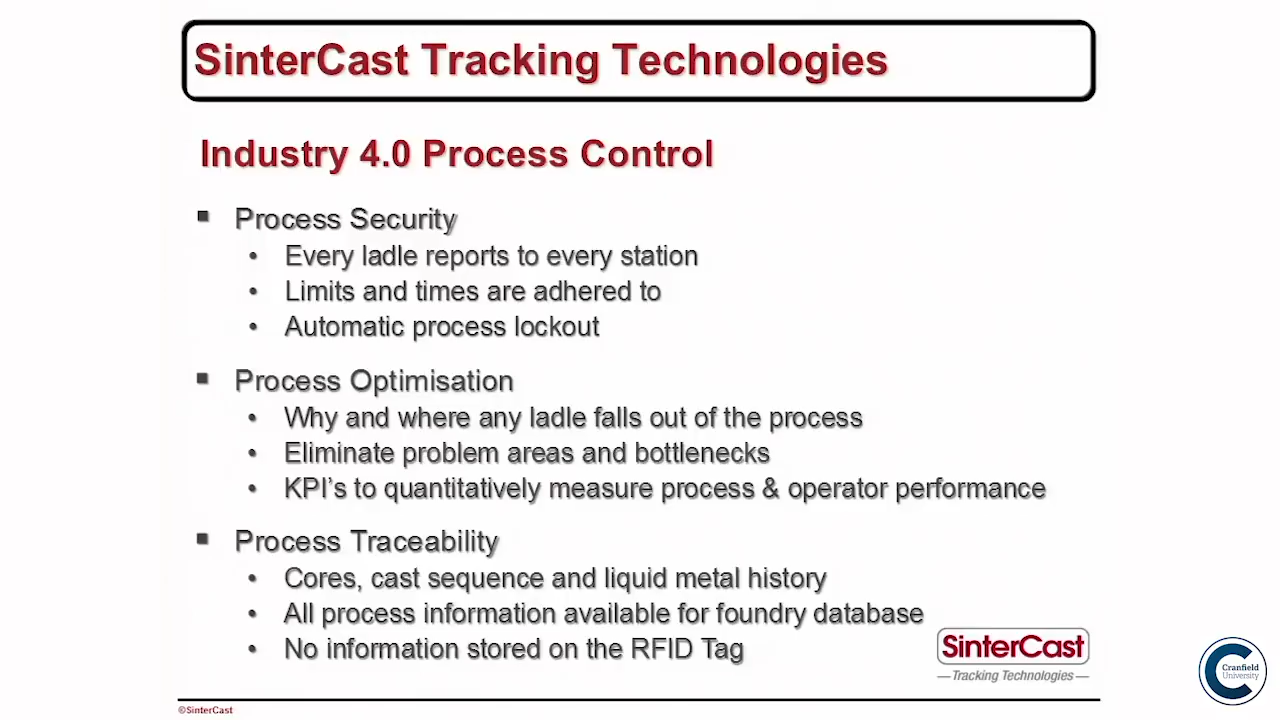 SinterCast Tracking Technologies
Industry 4.0 Process Control
▪ Process Security
• Every ladle reports to every station
• Limits and times are adhered to
• Automatic process lockout
▪ Process Optimisation
• Why and where any ladle falls out of the process
• Eliminate problem areas and bottlenecks
• KPI's to quantitatively measure process & operator performance
▪ Process Traceability
• Cores, cast sequence and liquid metal history
• All process information available for foundry database
• No information stored on the RFID Tag
SinterCast
— Tracking Technologies —
Cranfield
University
©SinterCast